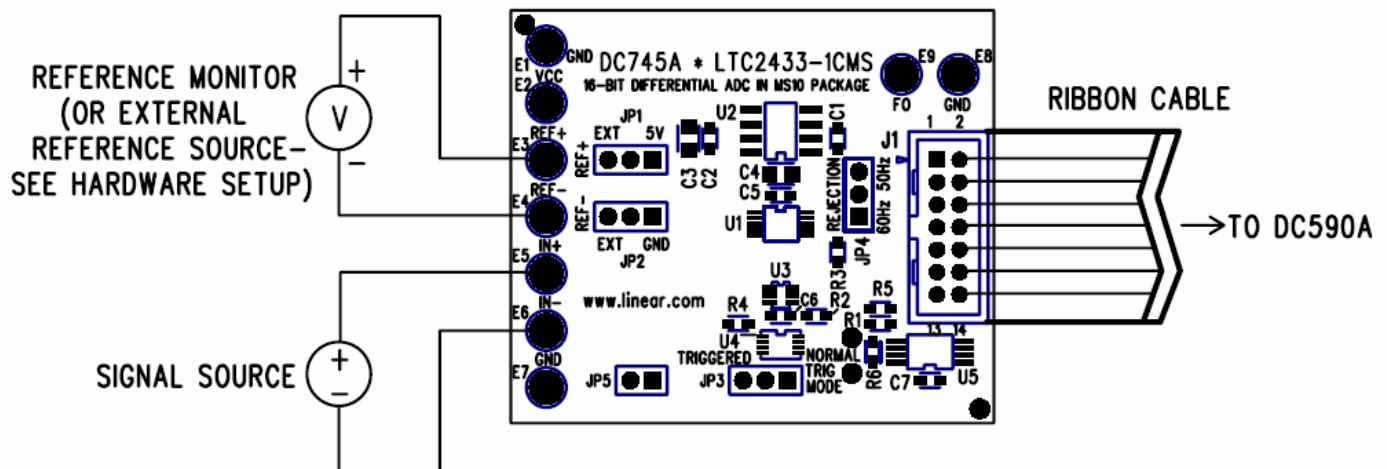 REFERENCE MONITOR
(OR EXTERNAL
REFERENCE SOURCE-
SEE HARDWARE SETUP)
+
V
-
SIGNAL SOURCE
+
-
E1
GND
E2
VCC
E3
REF+
E4
REF-
E5
IN+
E6
IN-
E7
GND
DC745A * LTC2433-1CMS
16-BIT DIFFERENTIAL ADC IN MS10 PACKAGE
E9
FO
E8
GND
JP1
EXT 5V
REF+
REF-
EXT GND
JP2
C3
C2
U2
C1
C4
C5
U1
REJECTION
60Hz 50Hz
JP4
R3
www.linear.com
U3
C6
R2
R4
U4
R5
R1
R6
C7
U5
TRIGGERED
NORMAL
TRIG
MODE
JP5
JP3
J1
1 2
13 14
RIBBON CABLE
TO DC590A